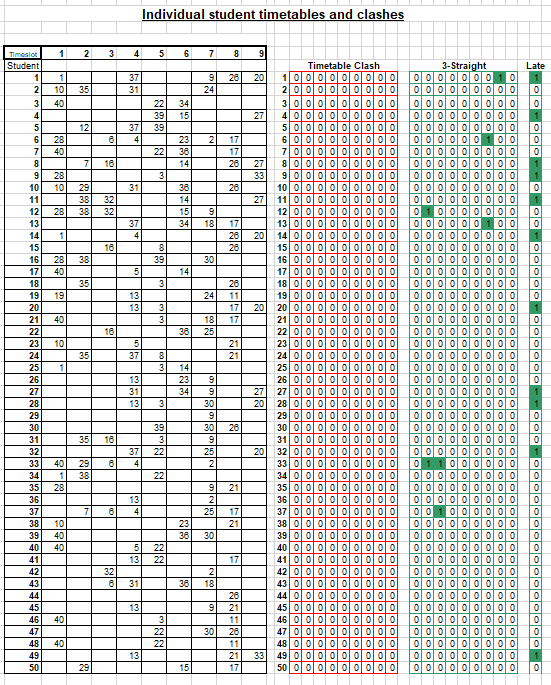 Individual student timetables and clashes
Timeslot 1 2 3 4 5 6 7 8 9
Student Timetable Clash 3-Straight Late
1 1 37 9 26 20 1 0 0 0 0 0 0 0 0 0 0 0 0 0 0 0 0 1 0 1
2 10 35 31 24 2 0 0 0 0 0 0 0 0 0 0 0 0 0 0 0 0 0 0 0
3 40 22 34 3 0 0 0 0 0 0 0 0 0 0 0 0 0 0 0 0 0 0 0
4 39 15 27 4 0 0 0 0 0 0 0 0 0 0 0 0 0 0 0 0 0 0 1
5 12 37 39 5 0 0 0 0 0 0 0 0 0 0 0 0 0 0 0 0 0 0 0
6 28 6 4 23 2 17 6 0 0 0 0 0 0 0 0 0 0 0 0 0 0 0 1 0 0 0
7 40 22 36 17 7 0 0 0 0 0 0 0 0 0 0 0 0 0 0 0 0 0 0 0
8 7 16 14 26 27 8 0 0 0 0 0 0 0 0 0 0 0 0 0 0 0 0 0 0 1
9 28 3 33 9 0 0 0 0 0 0 0 0 0 0 0 0 0 0 0 0 0 0 1
10 10 29 31 36 26 10 0 0 0 0 0 0 0 0 0 0 0 0 0 0 0 0 0 0 0
11 38 32 14 27 11 0 0 0 0 0 0 0 0 0 0 0 0 0 0 0 0 0 0 1
12 28 38 32 15 9 12 0 0 0 0 0 0 0 0 0 0 1 0 0 0 0 0 0 0 0
13 37 34 18 17 13 0 0 0 0 0 0 0 0 0 0 0 0 0 0 0 1 0 0 0
14 1 4 26 20 14 0 0 0 0 0 0 0 0 0 0 0 0 0 0 0 0 0 0 1
15 16 8 26 15 0 0 0 0 0 0 0 0 0 0 0 0 0 0 0 0 0 0 0
16 28 38 39 30 16 0 0 0 0 0 0 0 0 0 0 0 0 0 0 0 0 0 0 0
17 40 5 14 17 0 0 0 0 0 0 0 0 0 0 0 0 0 0 0 0 0 0 0
18 35 3 26 18 0 0 0 0 0 0 0 0 0 0 0 0 0 0 0 0 0 0 0
19 19 13 24 11 19 0 0 0 0 0 0 0 0 0 0 0 0 0 0 0 0 0 0 0
20 13 3 17 20 20 0 0 0 0 0 0 0 0 0 0 0 0 0 0 0 0 0 0 1
21 40 3 18 17 21 0 0 0 0 0 0 0 0 0 0 0 0 0 0 0 0 0 0 0
22 16 36 25 22 0 0 0 0 0 0 0 0 0 0 0 0 0 0 0 0 0 0 0
23 10 5 21 23 0 0 0 0 0 0 0 0 0 0 0 0 0 0 0 0 0 0 0
24 35 37 8 21 24 0 0 0 0 0 0 0 0 0 0 0 0 0 0 0 0 0 0 0
25 1 3 14 25 0 0 0 0 0 0 0 0 0 0 0 0 0 0 0 0 0 0 0
26 13 23 9 26 0 0 0 0 0 0 0 0 0 0 0 0 0 0 0 0 0 0 0
27 31 34 9 27 27 0 0 0 0 0 0 0 0 0 0 0 0 0 0 0 0 0 0 1
28 13 3 30 20 28 0 0 0 0 0 0 0 0 0 0 0 0 0 0 0 0 0 0 1
29 9 29 0 0 0 0 0 0 0 0 0 0 0 0 0 0 0 0 0 0 0 0
30 39 30 26 30 0 0 0 0 0 0 0 0 0 0 0 0 0 0 0 0 0 0 0
31 35 16 3 9 31 0 0 0 0 0 0 0 0 0 0 0 0 0 0 0 0 0 0 0
32 37 22 25 20 32 0 0 0 0 0 0 0 0 0 0 0 0 0 0 0 0 0 0 1
33 40 29 6 4 2 33 0 0 0 0 0 0 0 0 0 0 1 1 0 0 0 0 0 0 0
34 1 38 22 34 0 0 0 0 0 0 0 0 0 0 0 0 0 0 0 0 0 0 0
35 28 9 21 35 0 0 0 0 0 0 0 0 0 0 0 0 0 0 0 0 0 0 0
36 13 2 36 0 0 0 0 0 0 0 0 0 0 0 0 0 0 0 0 0 0 0
37 7 6 4 25 17 37 0 0 0 0 0 0 0 0 0 0 0 1 0 0 0 0 0 0 0
38 10 23 21 38 0 0 0 0 0 0 0 0 0 0 0 0 0 0 0 0 0 0 0
39 40 36 30 39 0 0 0 0 0 0 0 0 0 0 0 0 0 0 0 0 0 0 0
40 40 5 22 40 0 0 0 0 0 0 0 0 0 0 0 0 0 0 0 0 0 0 0
41 13 22 17 41 0 0 0 0 0 0 0 0 0 0 0 0 0 0 0 0 0 0 0
42 32 2 42 0 0 0 0 0 0 0 0 0 0 0 0 0 0 0 0 0 0 0
43 6 31 36 18 43 0 0 0 0 0 0 0 0 0 0 0 0 0 0 0 0 0 0 0
44 26 44 0 0 0 0 0 0 0 0 0 0 0 0 0 0 0 0 0 0 0 0
45 13 9 21 45 0 0 0 0 0 0 0 0 0 0 0 0 0 0 0 0 0 0 0
46 40 3 11 46 0 0 0 0 0 0 0 0 0 0 0 0 0 0 0 0 0 0 0
47 22 30 26 47 0 0 0 0 0 0 0 0 0 0 0 0 0 0 0 0 0 0 0
48 40 22 11 48 0 0 0 0 0 0 0 0 0 0 0 0 0 0 0 0 0 0 0
49 13 21 33 49 0 0 0 0 0 0 0 0 0 0 0 0 0 0 0 0 0 0 1
50 29 15 17 50 0 0 0 0 0 0 0 0 0 0 0 0 0 0 0 0 0 0 0